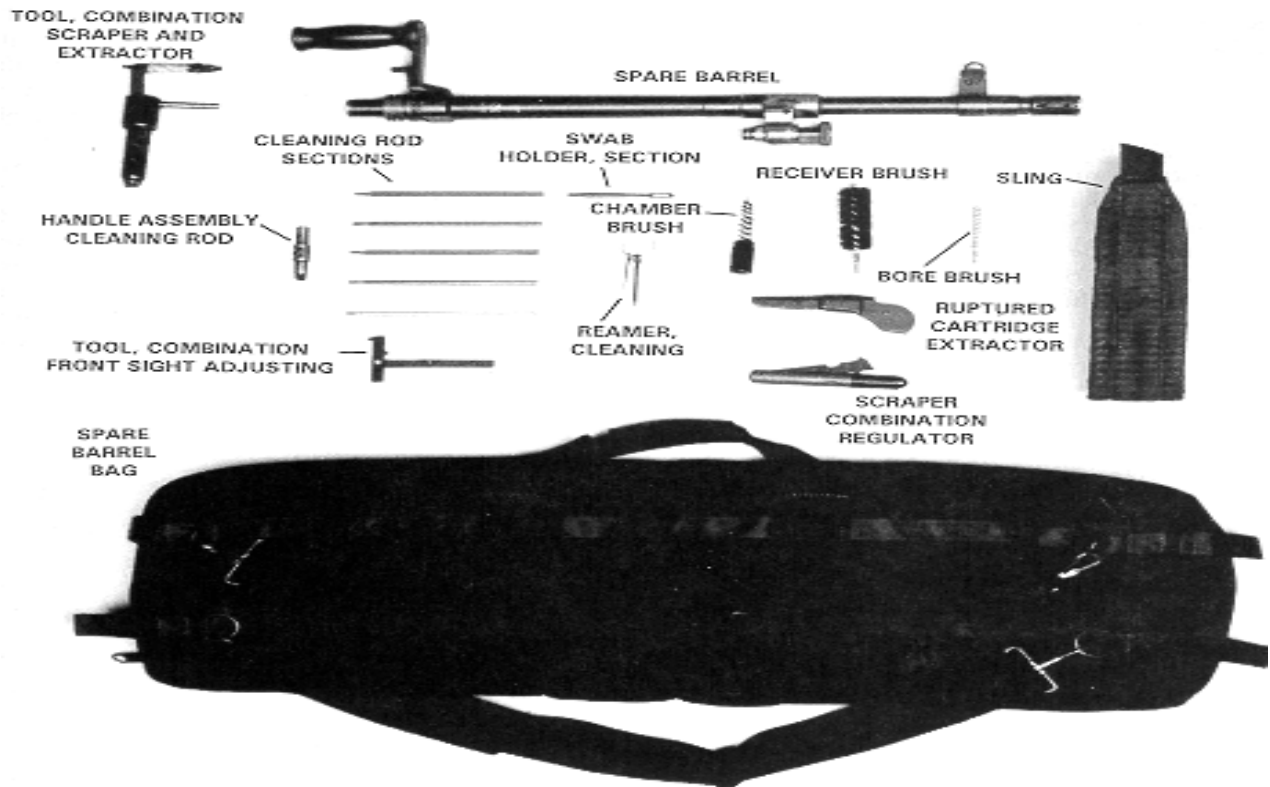 TOOL, COMBINATION
SCRAPER AND
EXTRACTOR
SPARE BARREL
CLEANING ROD
SECTIONS
SWAB
HOLDER, SECTION
RECEIVER BRUSH
SLING
HANDLE ASSEMBLY
CLEANING ROD
CHAMBER
BRUSH
BORE BRUSH
REAMER,
CLEANING
RUPTURED
CARTRIDGE
EXTRACTOR
TOOL, COMBINATION
FRONT SIGHT ADJUSTING
SCRAPER
COMBINATION
REGULATOR
SPARE
BARREL
BAG